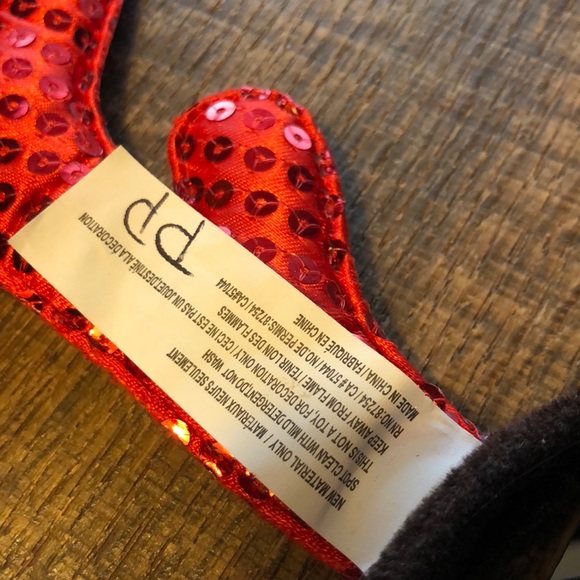 NEW MATERIAL ONLY / MATERIAUX NEUFS SEULEMENT
SPOT CLEAN WITH MILD DETERGENT,DO NOT WASH
THIS IS NOT A TOY, FOR DECORATION ONLY / CECI NE EST PAS UN JOUET,DESTINÉ A LA DECORATION
KEEP AWAY FROM FLAME / TENIR LOIN DES FLAMMES
RN NO:87254 / CA # 57044 / NO.DE PERMIS:87254 / CA#57044
MADE IN CHINA / FABRIQUÉ EN CHINE
PP